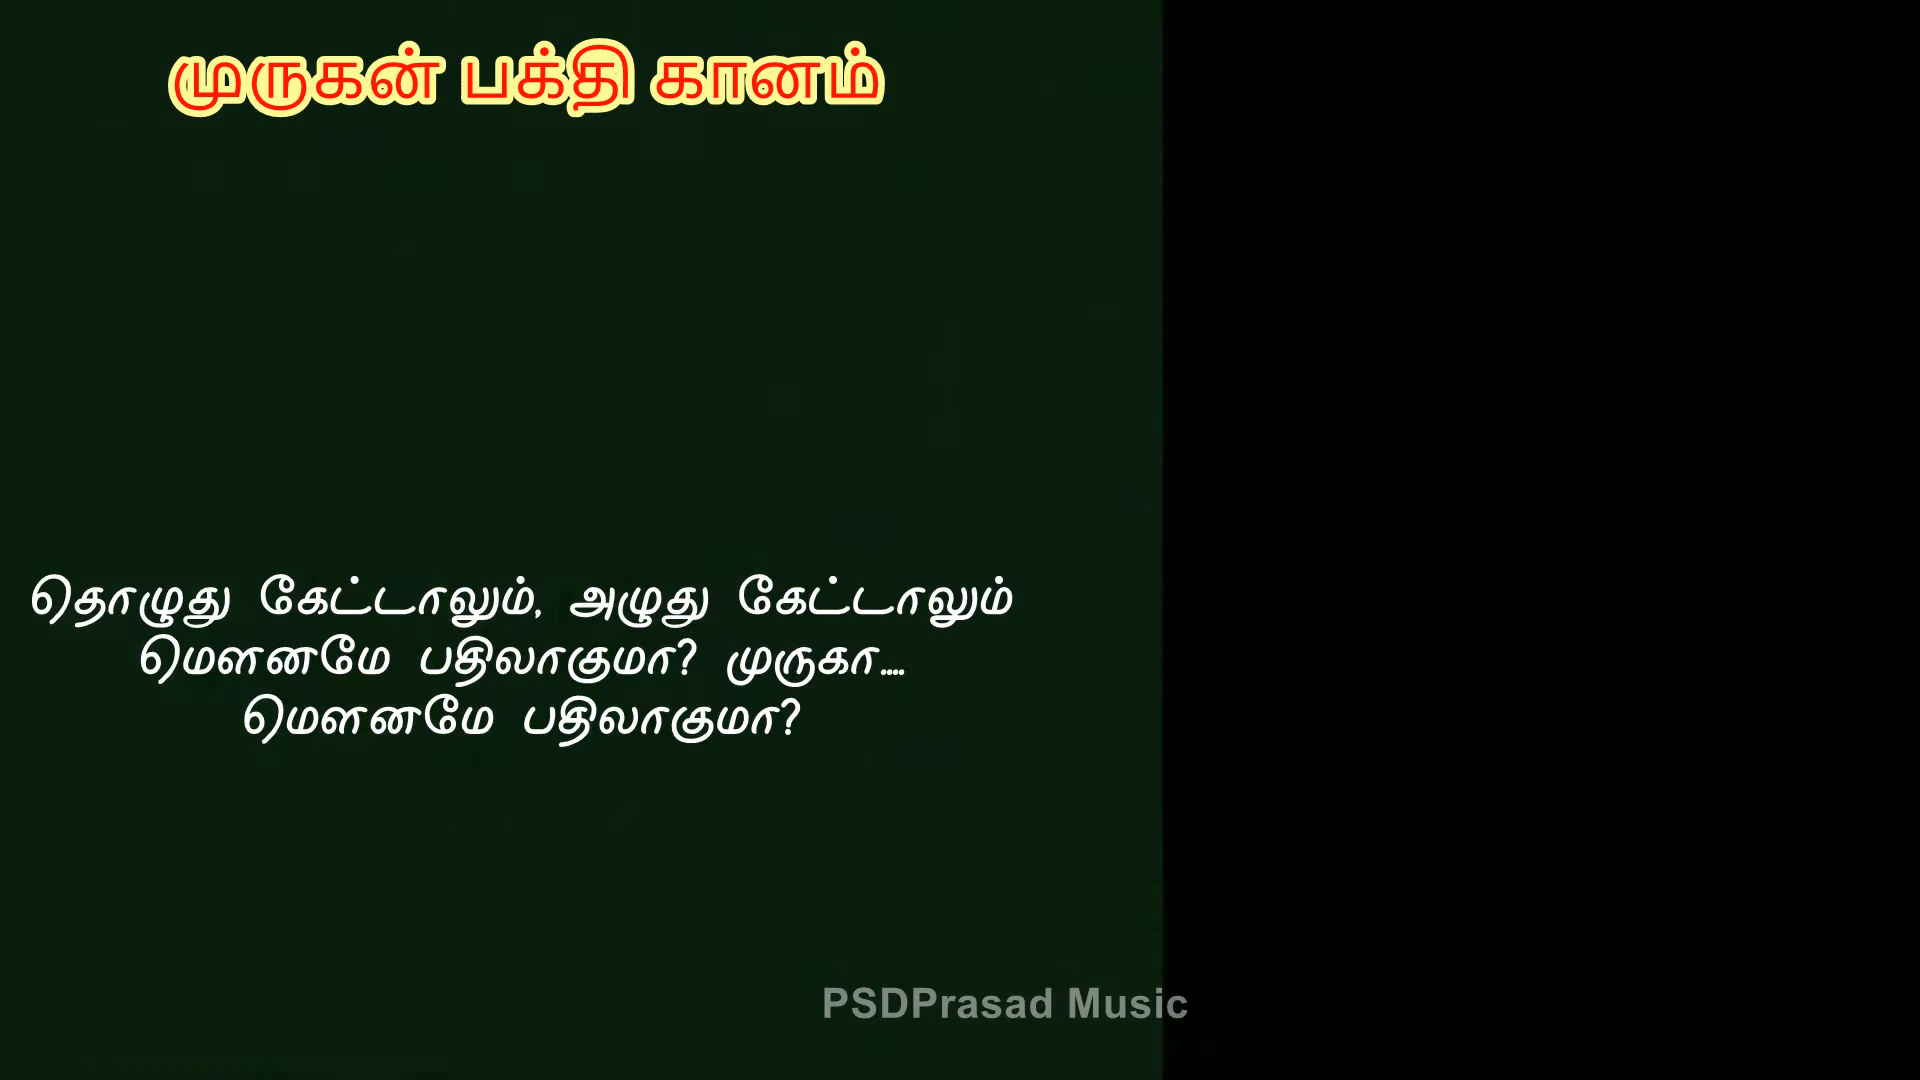 முருகன் பக்தி கானம்
தொழுது கேட்டாலும், அழுது கேட்டாலும்
மௌனமே பதிலாகுமா? முருகா....
மௌனமே பதிலாகுமா?
PSDPrasad Music